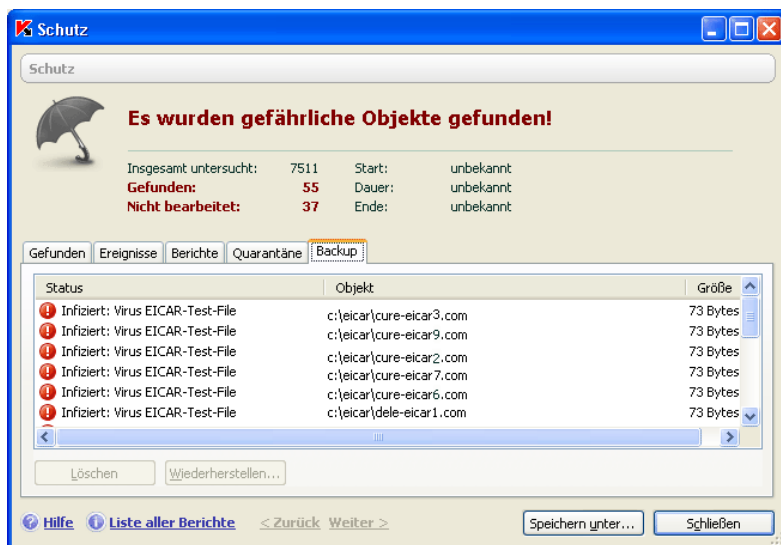 Schutz
Schutz
Es wurden gefährliche Objekte gefunden!
Insgesamt untersucht: 7511 Start: unbekannt
Gefunden: 55 Dauer: unbekannt
Nicht bearbeitet: 37 Ende: unbekannt
Gefunden Ereignisse Berichte Quarantäne Backup
Status Objekt Größe
Infiziert: Virus EICAR-Test-File c:\eicar\cure-eicar3.com 73 Bytes
Infiziert: Virus EICAR-Test-File c:\eicar\cure-eicar9.com 73 Bytes
Infiziert: Virus EICAR-Test-File c:\eicar\cure-eicar2.com 73 Bytes
Infiziert: Virus EICAR-Test-File c:\eicar\cure-eicar7.com 73 Bytes
Infiziert: Virus EICAR-Test-File c:\eicar\cure-eicar6.com 73 Bytes
Infiziert: Virus EICAR-Test-File c:\eicar\dele-eicar1.com 73 Bytes
Löschen Wiederherstellen...
Hilfe Liste aller Berichte < Zurück Weiter > Speichern unter... Schließen